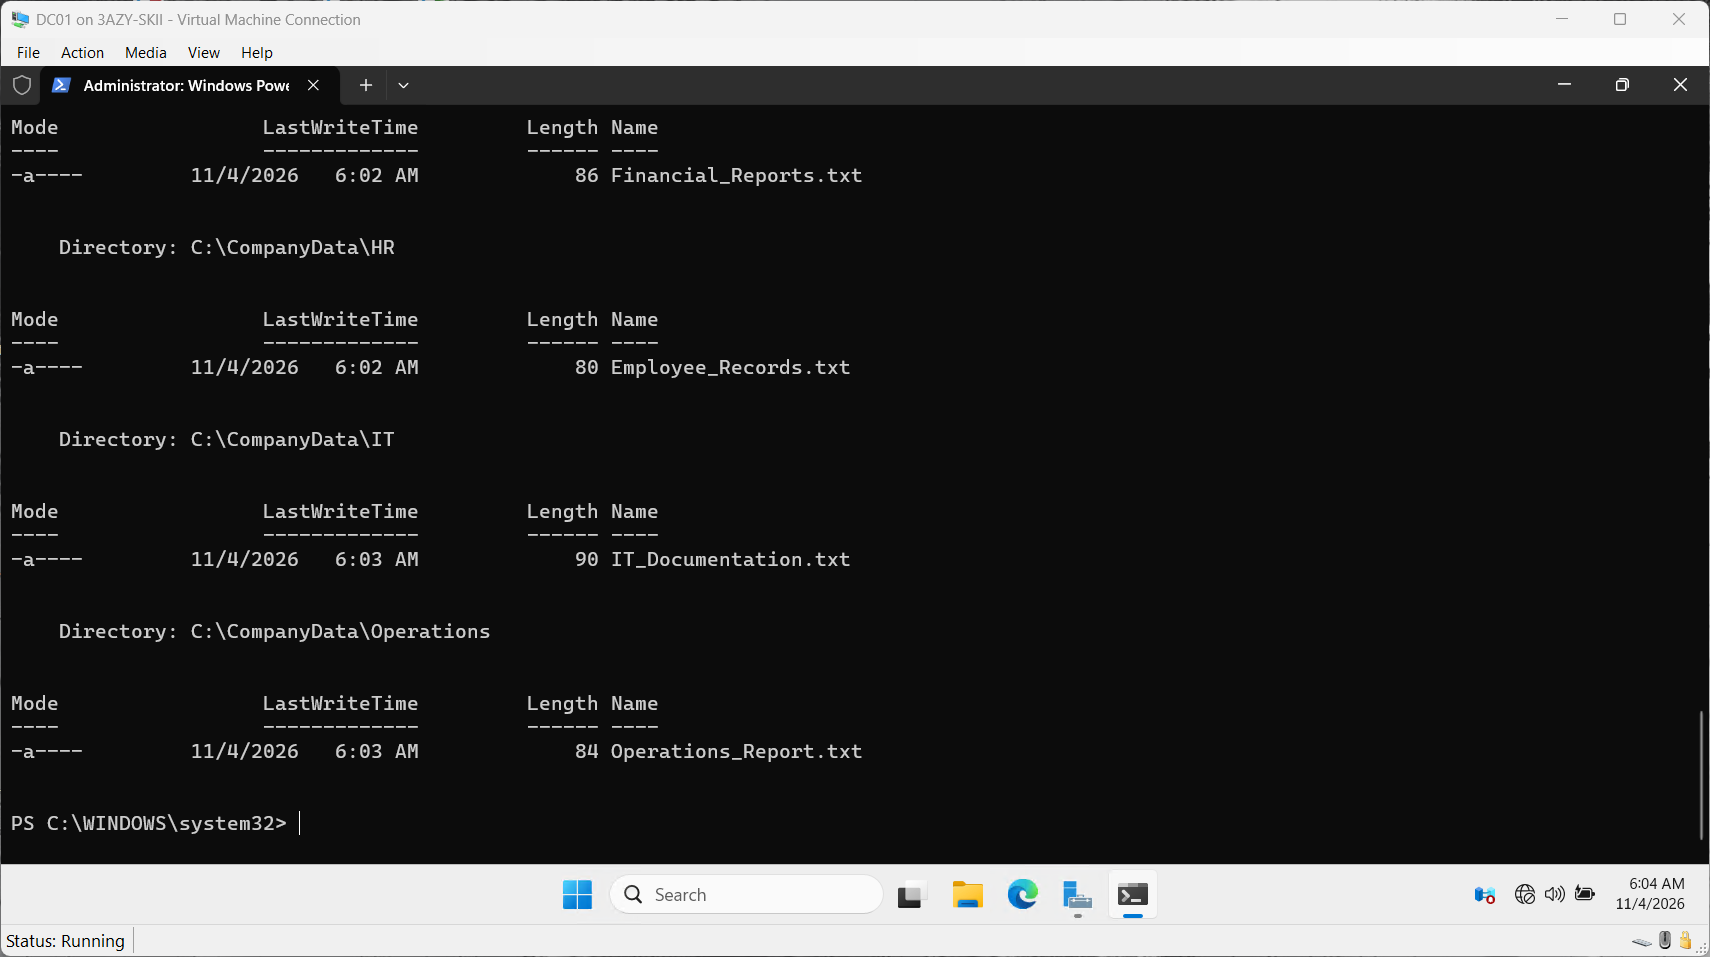 DC01 on 3AZY-SKII - Virtual Machine Connection
File Action Media View Help
Administrator: Windows Powe
Mode                 LastWriteTime         Length Name
----                 -------------         ------ ----
-a----         11/4/2026   6:02 AM             86 Financial_Reports.txt
    Directory: C:\CompanyData\HR
Mode                 LastWriteTime         Length Name
----                 -------------         ------ ----
-a----         11/4/2026   6:02 AM             80 Employee_Records.txt
    Directory: C:\CompanyData\IT
Mode                 LastWriteTime         Length Name
----                 -------------         ------ ----
-a----         11/4/2026   6:03 AM             90 IT_Documentation.txt
    Directory: C:\CompanyData\Operations
Mode                 LastWriteTime         Length Name
----                 -------------         ------ ----
-a----         11/4/2026   6:03 AM             84 Operations_Report.txt
PS C:\WINDOWS\system32>
Search
6:04 AM
11/4/2026
Status: Running